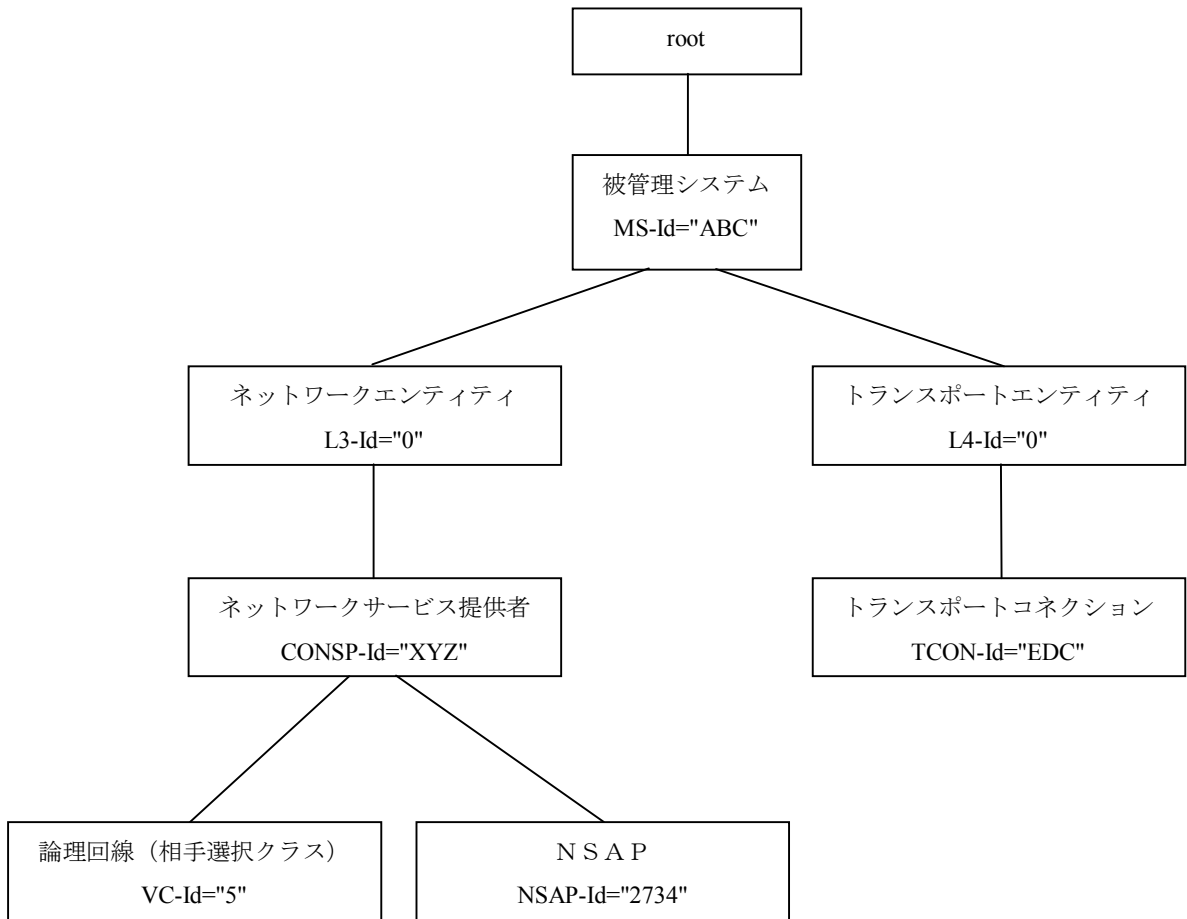 root
被管理システム
MS-Id="ABC"
ネットワークエンティティ
L3-Id="0"
トランスポートエンティティ
L4-Id="0"
ネットワークサービス提供者
CONSP-Id="XYZ"
トランスポートコネクション
TCON-Id="EDC"
論理回線（相手選択クラス）
VC-Id="5"
ＮＳＡＰ
NSAP-Id="2734"